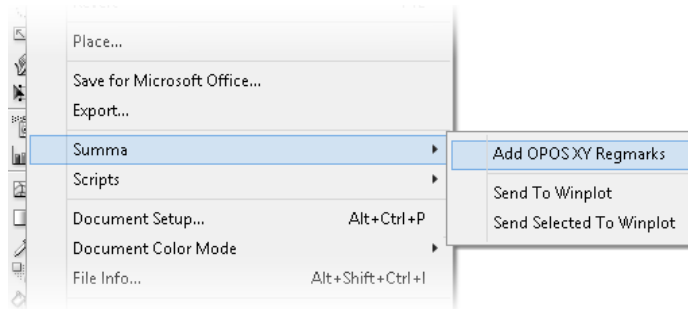 Place...
Save for Microsoft Office...
Export...
Summa
Add OPOS XY Regmarks
Scripts
Send To Winplot
Document Setup... Alt+Ctrl+P
Send Selected To Winplot
Document Color Mode
File Info... Alt+Shift+Ctrl+I